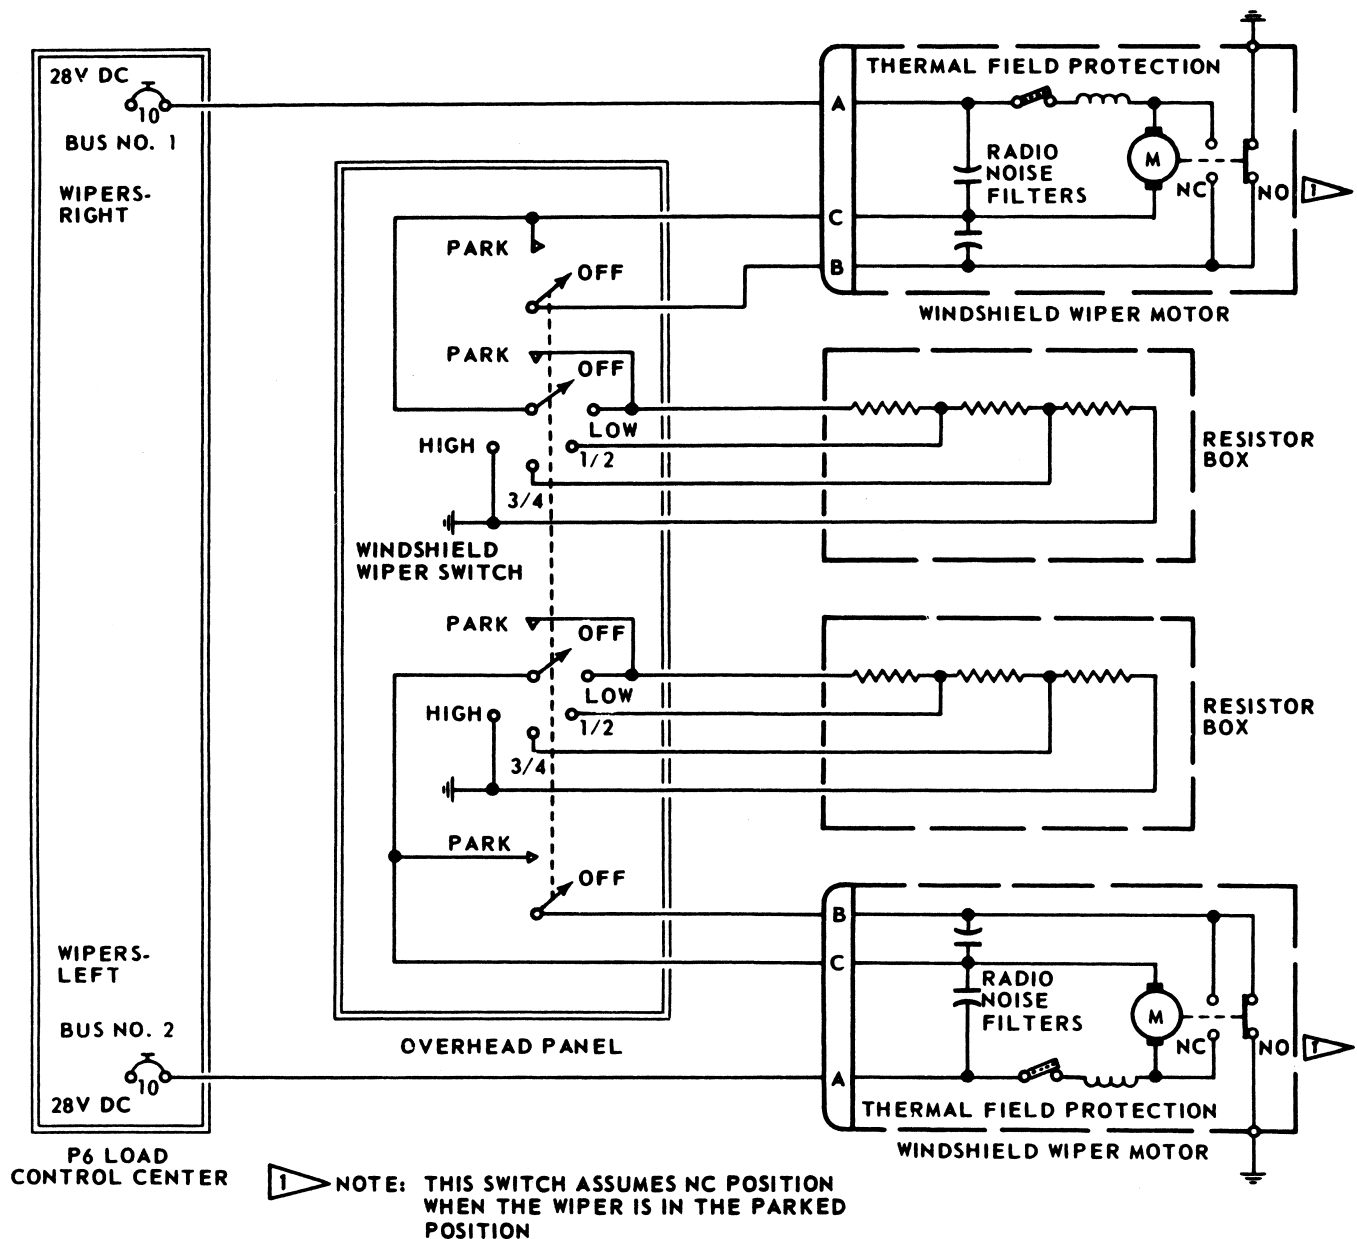 28V DC
10
BUS NO. 1
WIPERS-
RIGHT
THERMAL FIELD PROTECTION
A
RADIO
NOISE
FILTERS
M
NC
NO
1
C
B
WINDSHIELD WIPER MOTOR
PARK
OFF
PARK
OFF
LOW
HIGH
1/2
3/4
RESISTOR
BOX
WINDSHIELD
WIPER SWITCH
PARK
OFF
LOW
HIGH
1/2
3/4
RESISTOR
BOX
PARK
OFF
B
C
RADIO
NOISE
FILTERS
M
NC
NO
1
A
THERMAL FIELD PROTECTION
WINDSHIELD WIPER MOTOR
WIPERS-
LEFT
BUS NO. 2
10
28V DC
OVERHEAD PANEL
P6 LOAD
CONTROL CENTER
1 NOTE: THIS SWITCH ASSUMES NC POSITION
WHEN THE WIPER IS IN THE PARKED
POSITION